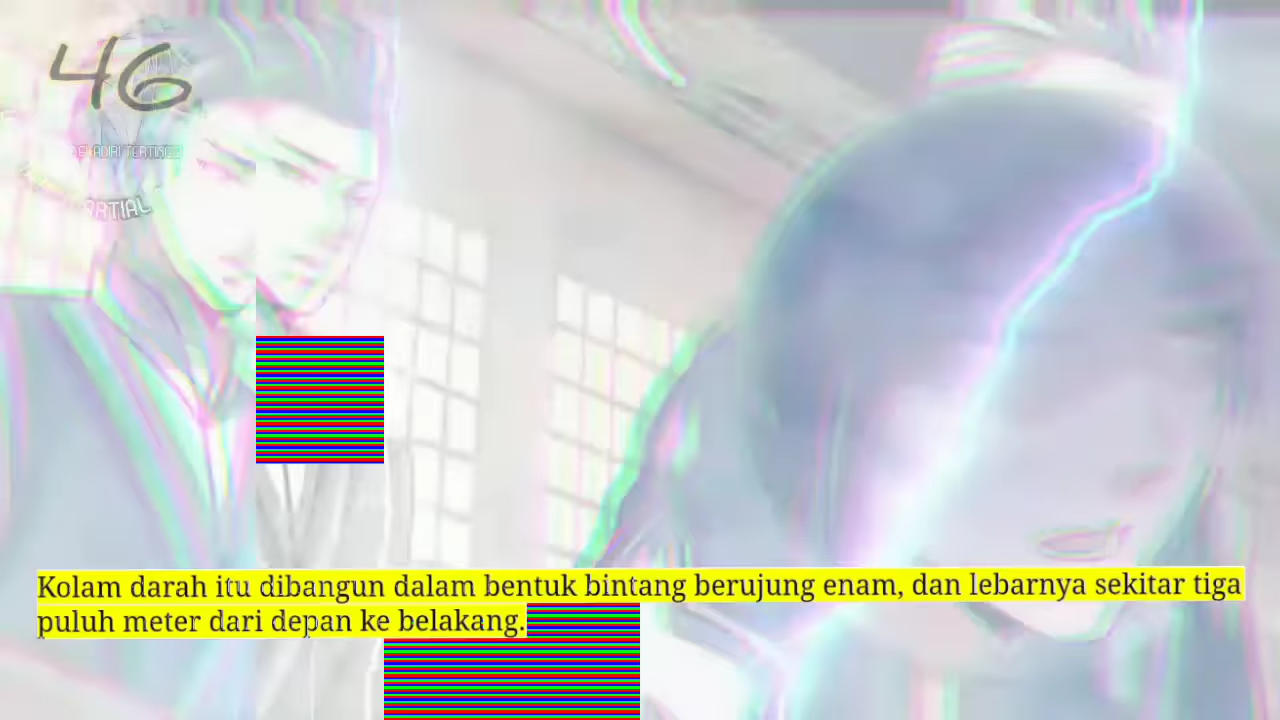 46
Kolam darah itu dibangun dalam bentuk bintang berujung enam, dan lebarnya sekitar tiga
puluh meter dari depan ke belakang.